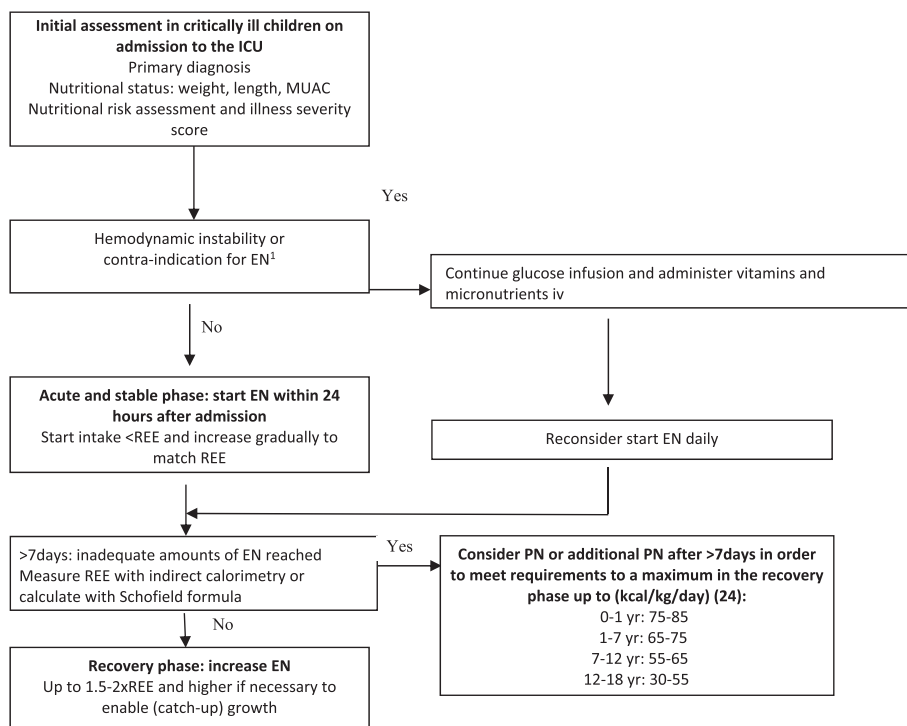 Initial assessment in critically ill children on
admission to the ICU
Primary diagnosis
Nutritional status: weight, length, MUAC
Nutritional risk assessment and illness severity
score
Yes
Hemodynamic instability or
contra-indication for EN1
Continue glucose infusion and administer vitamins and
micronutrients iv
No
Acute and stable phase: start EN within 24
hours after admission
Start intake <REE and increase gradually to
match REE
Reconsider start EN daily
>7days: inadequate amounts of EN reached
Measure REE with indirect calorimetry or
calculate with Schofield formula
Yes
Consider PN or additional PN after >7days in order
to meet requirements to a maximum in the recovery
phase up to (kcal/kg/day) (24):
0-1 yr: 75-85
1-7 yr: 65-75
7-12 yr: 55-65
12-18 yr: 30-55
No
Recovery phase: increase EN
Up to 1.5-2xREE and higher if necessary to
enable (catch-up) growth